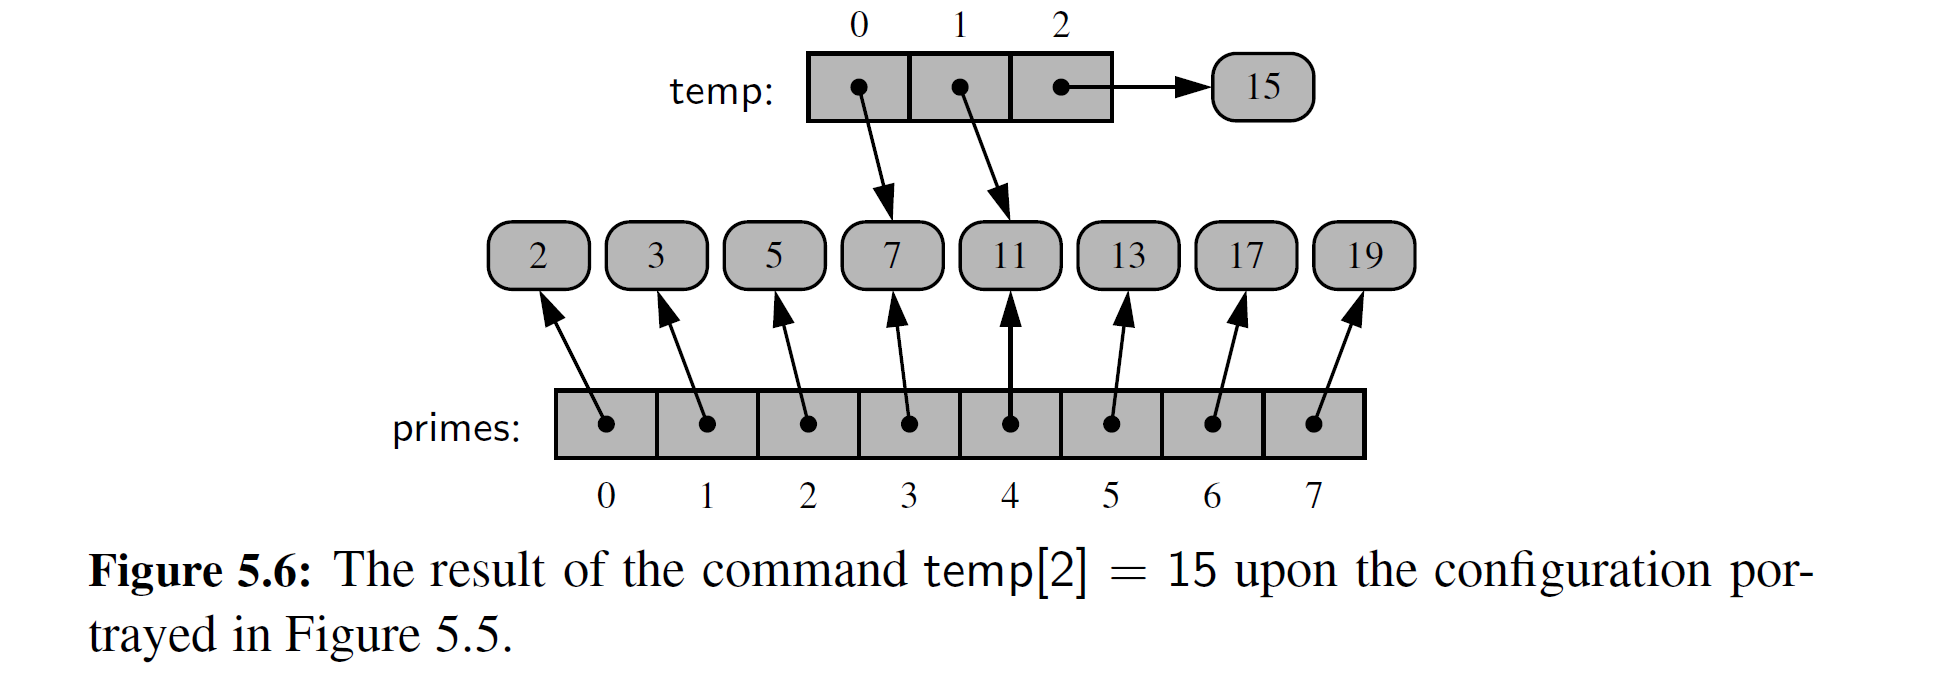 0 1 2
temp: 15
2 3 5 7 11 13 17 19
primes:
0 1 2 3 4 5 6 7
Figure 5.6: The result of the command temp[2] = 15 upon the configuration por-
trayed in Figure 5.5.